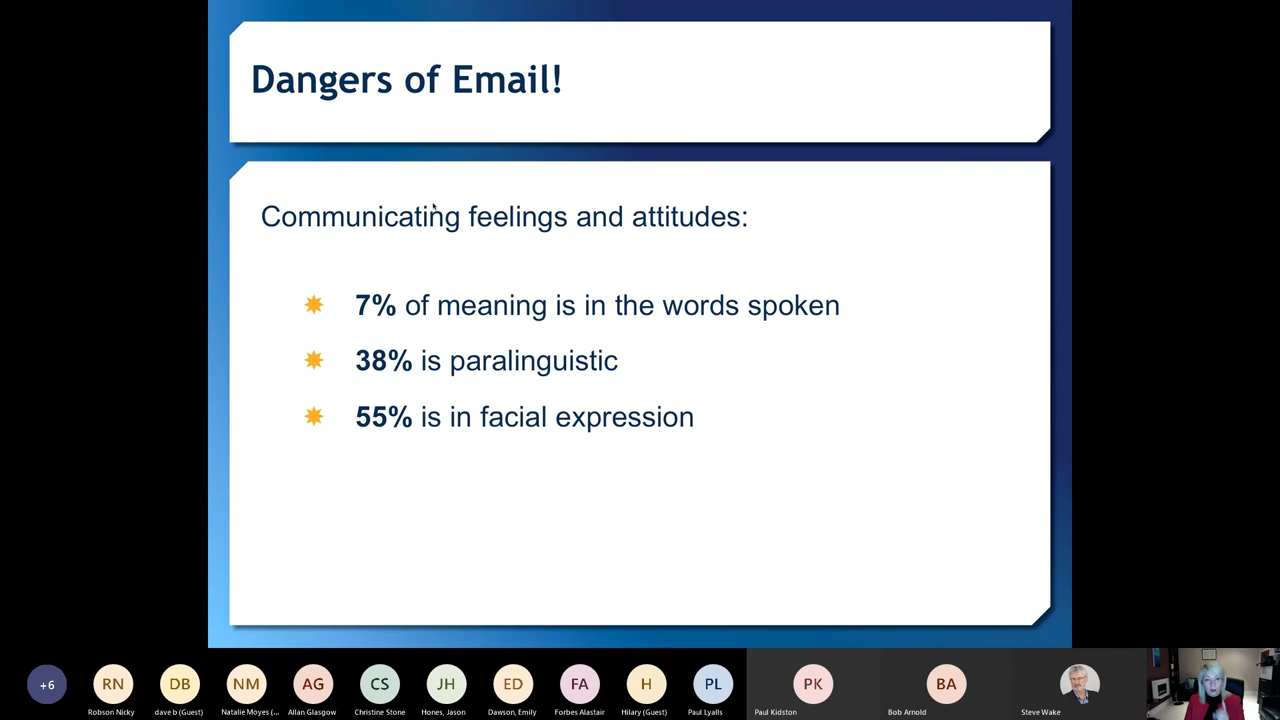 Dangers of Email!
Communicating feelings and attitudes:
7% of meaning is in the words spoken
38% is paralinguistic
55% is in facial expression
+6
RN
DB
NM
AG
CS
JH
ED
FA
H
PL
PK
BA
Robson Nicky
dave b (Guest)
Natalie Moyes (...
Allan Glasgow
Christine Stone
Hones, Jason
Dawson, Emily
Forbes Alastair
Hilary (Guest)
Paul Lyalls
Paul Kidston
Bob Arnold
Steve Wake